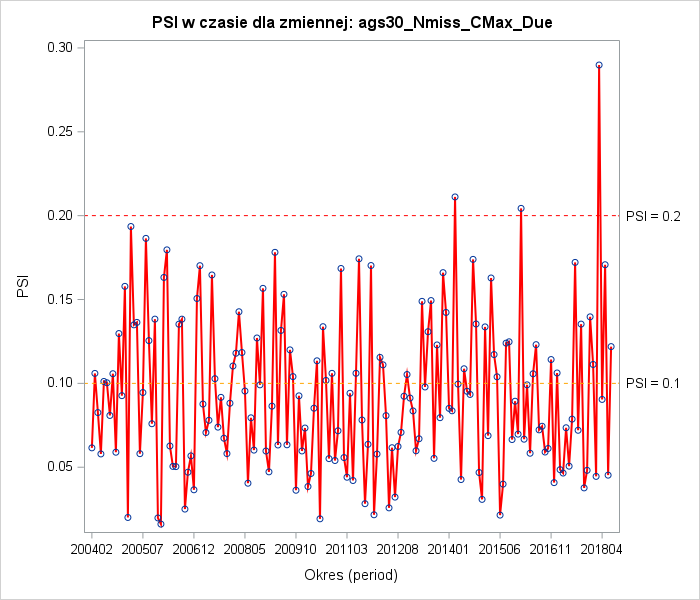 PSI w czasie dla zmiennej: ags30_Nmiss_CMax_Due
0.30
0.25
0.20
PSI = 0.2
PSI
0.15
0.10
PSI = 0.1
0.05
200402 200507 200612 200805 200910 201103 201208 201401 201506 201611 201804
Okres (period)